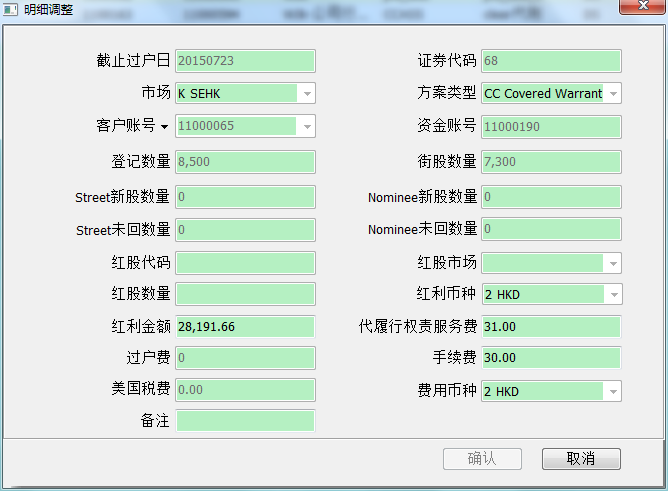 明细调整
截止过户日 20150723 证券代码 68
市场 K SEHK 方案类型 CC Covered Warrant
客户账号 11000065 资金账号 11000190
登记数量 8,500 街股数量 7,300
Street新股数量 0 Nominee新股数量 0
Street未回数量 0 Nominee未回数量 0
红股代码 红股市场
红股数量 红利币种 2 HKD
红利金额 28,191.66 代履行权责服务费 31.00
过户费 0 手续费 30.00
美国税费 0.00 费用币种 2 HKD
备注
确认 取消